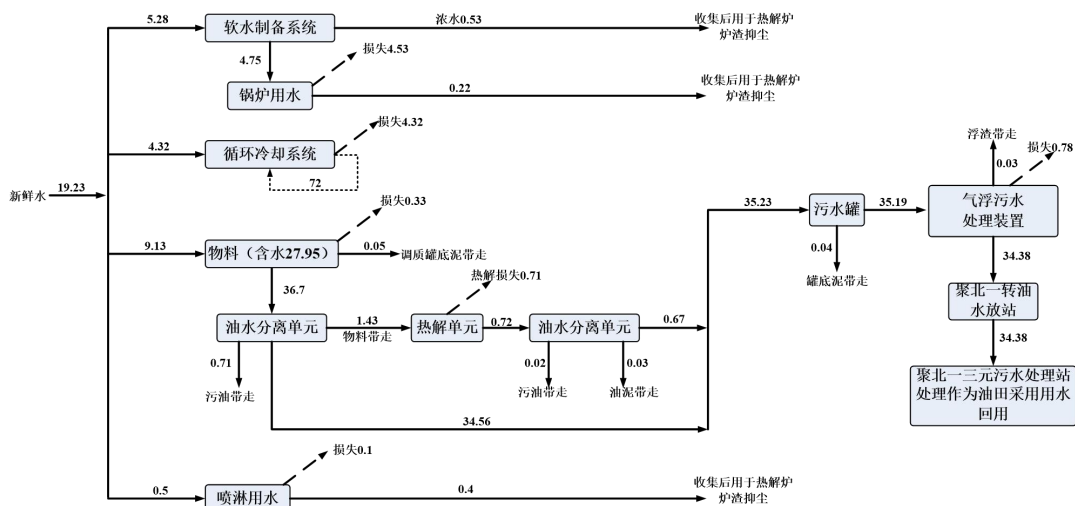 5.28
软水制备系统
浓水0.53
收集后用于热解炉
炉渣抑尘
4.75
损失4.53
锅炉用水
0.22
收集后用于热解炉
炉渣抑尘
新鲜水
19.23
4.32
循环冷却系统
损失4.32
72
9.13
物料（含水27.95）
损失0.33
0.05
调质罐底泥带走
36.7
油水分离单元
1.43
物料带走
热解损失0.71
热解单元
0.72
油水分离单元
0.67
0.71
污油带走
0.02
污油带走
0.03
油泥带走
34.56
35.23
污水罐
35.19
0.04
罐底泥带走
浮渣带走
0.03
损失0.78
气浮污水
处理装置
34.38
聚北一转油
水放站
34.38
聚北一三元污水处理站
处理作为油田采用用水
回用
0.5
喷淋用水
损失0.1
0.4
收集后用于热解炉
炉渣抑尘